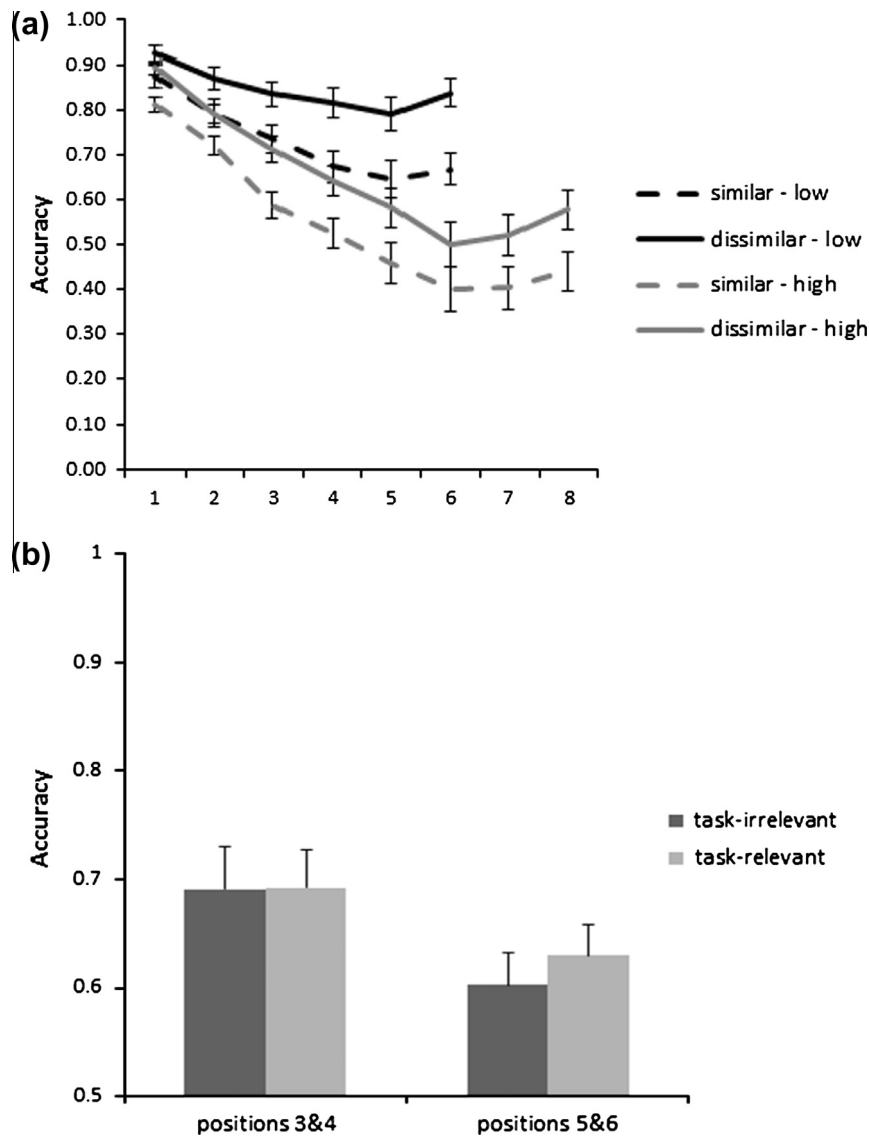 (a)
1.00
0.90
0.80
0.70
0.60
0.50
0.40
0.30
0.20
0.10
0.00
Accuracy
1 2 3 4 5 6 7 8
similar - low
dissimilar - low
similar - high
dissimilar - high
(b)
1
0.9
0.8
0.7
0.6
0.5
Accuracy
positions 3&4 positions 5&6
task-irrelevant
task-relevant